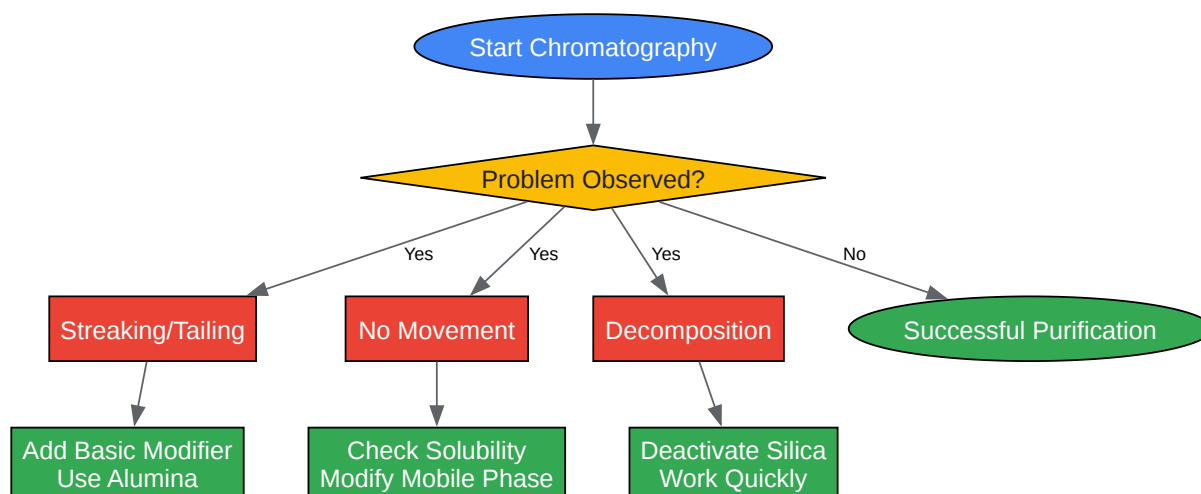 Start Chromatography
Problem Observed?
Yes
Yes
Yes
No
Streaking/Tailing
No Movement
Decomposition
Successful Purification
Add Basic Modifier
Use Alumina
Check Solubility
Modify Mobile Phase
Deactivate Silica
Work Quickly